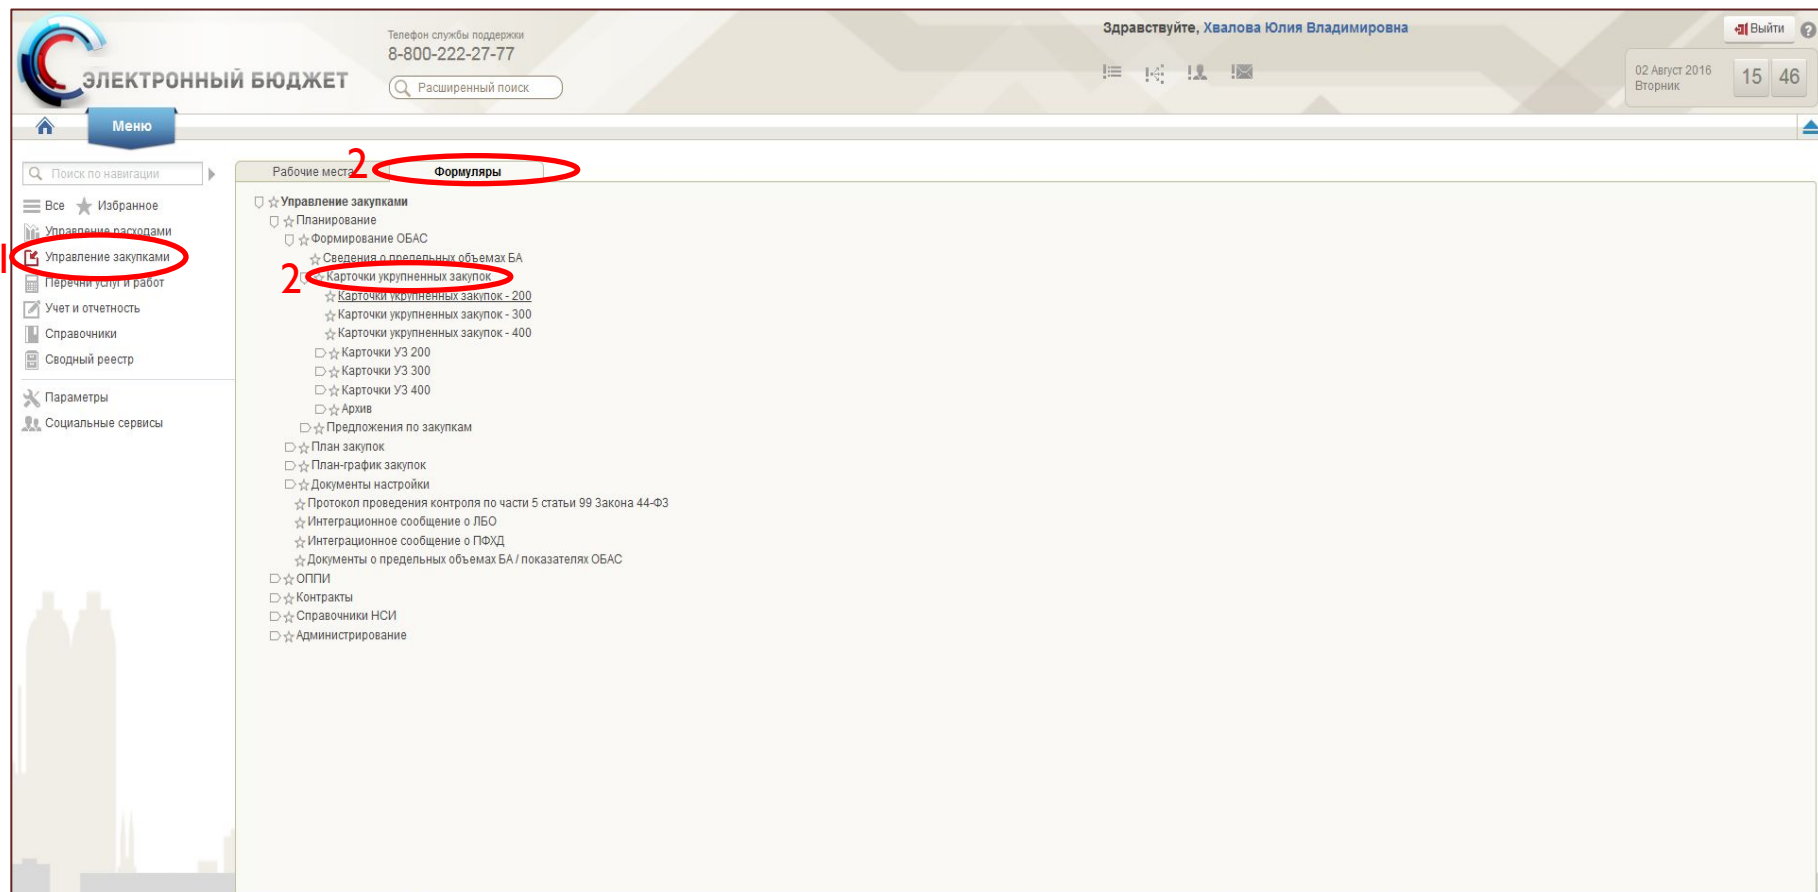 Телефон службы поддержки
8-800-222-27-77
Здравствуйте, Хвалова Юлия Владимировна
Выйти
ЭЛЕКТРОННЫЙ БЮДЖЕТ
Расширенный поиск
02 Август 2016
Вторник
15 46
Меню
Поиск по навигации
Все
Избранное
Управление расходами
1
Управление закупками
Перечни услуг и работ
Учет и отчетность
Справочники
Сводный реестр
Параметры
Социальные сервисы
Рабочие места
2
Формуляры
Управление закупками
Планирование
Формирование ОБАС
Сведения о предельных объемах БА
2
Карточки укрупненных закупок
Карточки укрупненных закупок - 200
Карточки укрупненных закупок - 300
Карточки укрупненных закупок - 400
Карточки УЗ 200
Карточки УЗ 300
Карточки УЗ 400
Архив
Предложения по закупкам
План закупок
План-график закупок
Документы настройки
Протокол проведения контроля по части 5 статьи 99 Закона 44-ФЗ
Интеграционное сообщение о ЛБО
Интеграционное сообщение о ПФХД
Документы о предельных объемах БА / показателях ОБАС
ОППИ
Контракты
Справочники НСИ
Администрирование